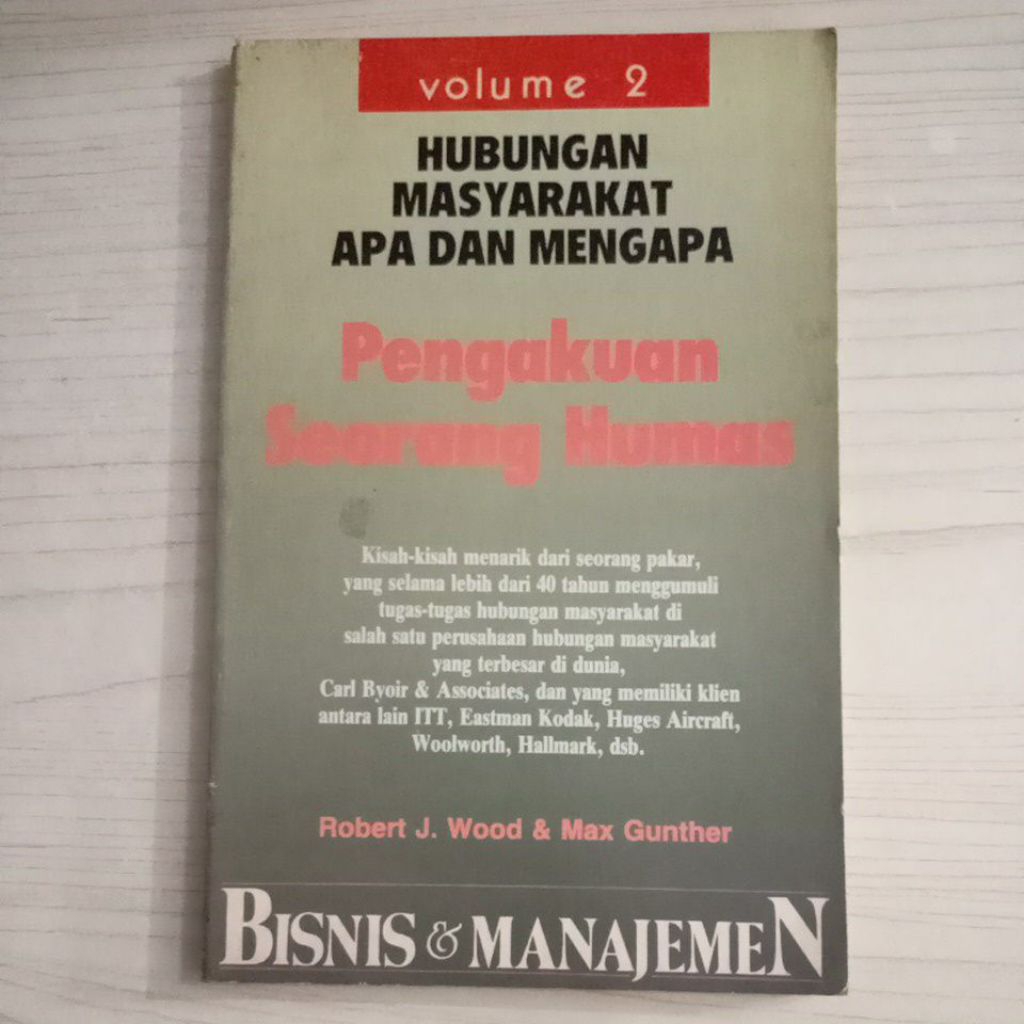 volume 2
HUBUNGAN
MASYARAKAT
APA DAN MENGAPA
Pengakuan
Seorang Humas
Kisah-kisah menarik dari seorang pakar,
yang selama lebih dari 40 tahun menggumuli
tugas-tugas hubungan masyarakat di
salah satu perusahaan hubungan masyarakat
yang terbesar di dunia,
Carl Byoir & Associates, dan yang memiliki klien
antara lain ITT, Eastman Kodak, Huges Aircraft,
Woolworth, Hallmark, dsb.
Robert J. Wood & Max Gunther
BISNIS & MANAJEMEN